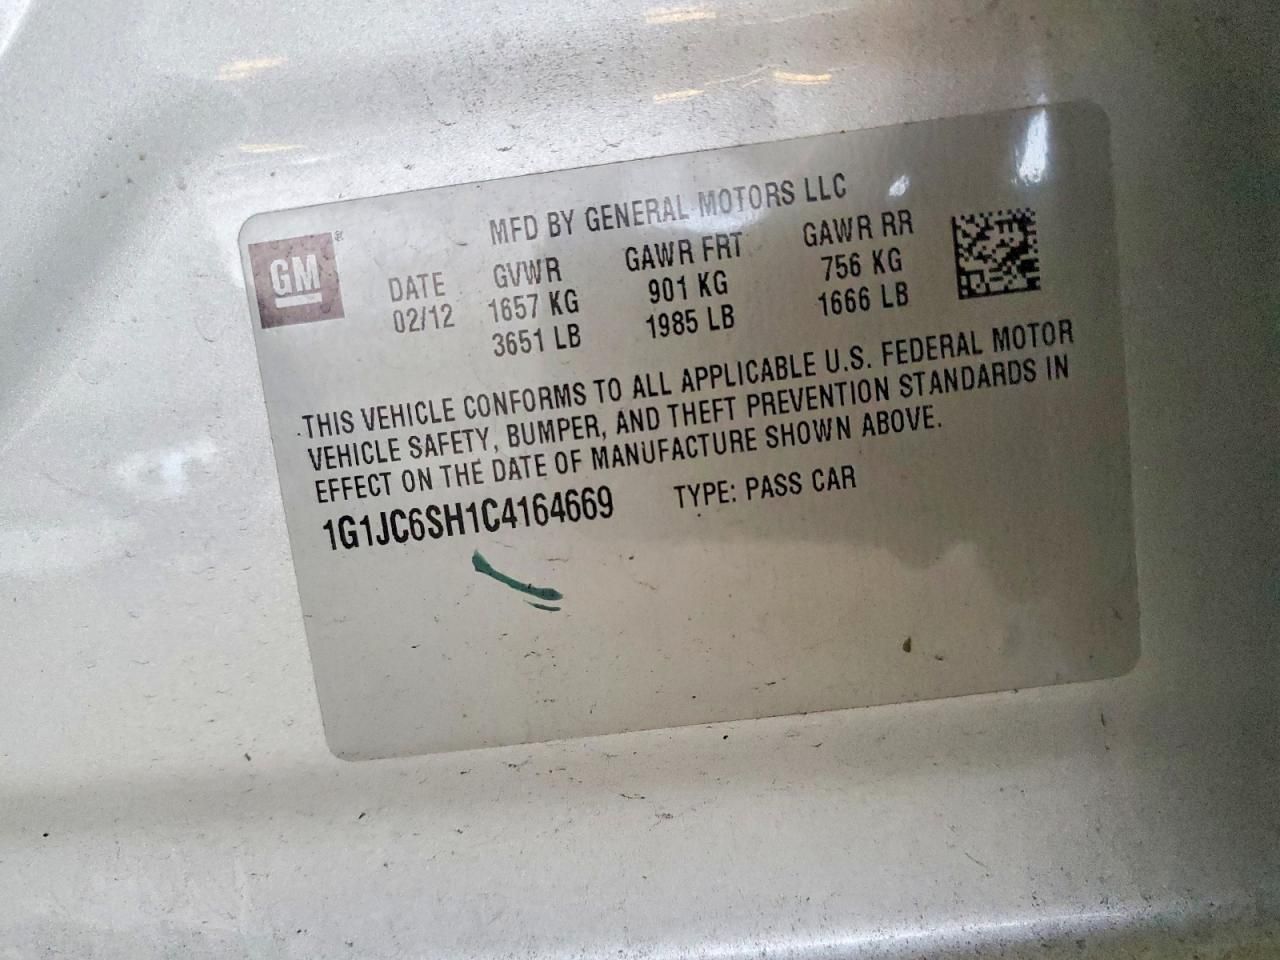 MFD BY GENERAL MOTORS LLC
GM
DATE GVWR GAWR FRT GAWR RR
02/12 1657 KG 901 KG 756 KG
3651 LB 1985 LB 1666 LB
THIS VEHICLE CONFORMS TO ALL APPLICABLE U.S. FEDERAL MOTOR
VEHICLE SAFETY, BUMPER, AND THEFT PREVENTION STANDARDS IN
EFFECT ON THE DATE OF MANUFACTURE SHOWN ABOVE.
1G1JC6SH1C4164669 TYPE: PASS CAR